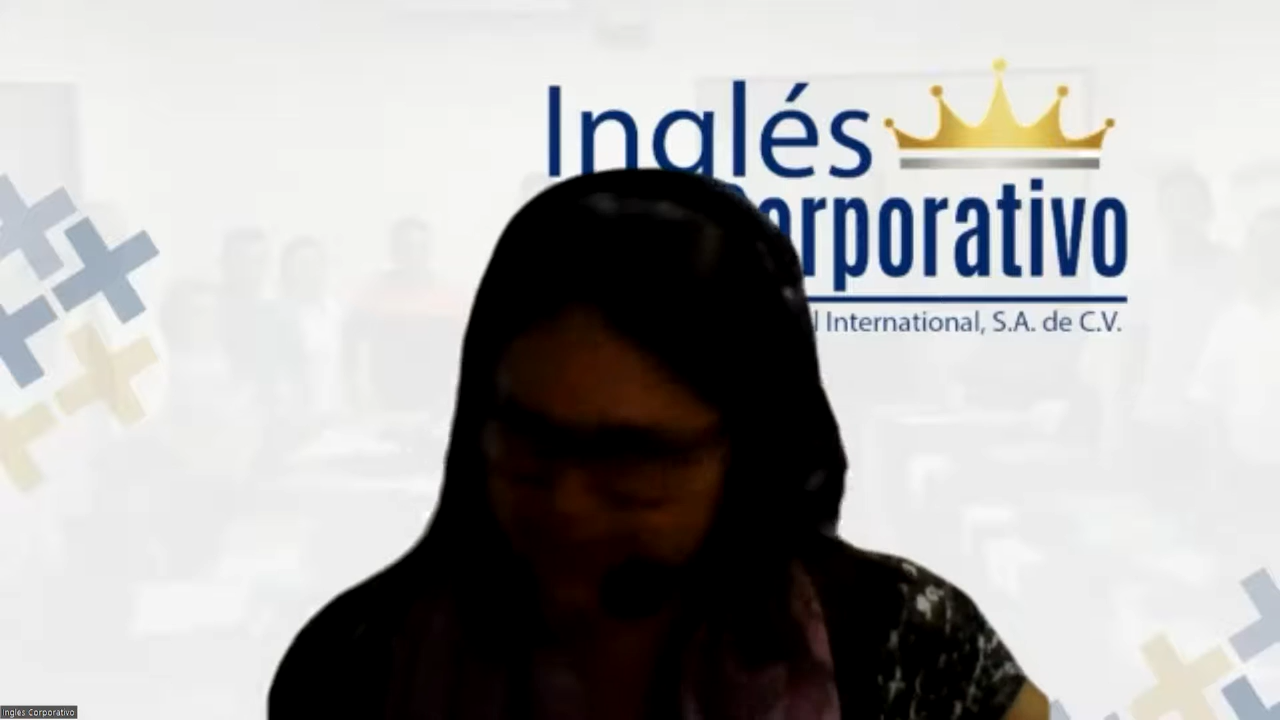 Inglés
orporativo
l International, S.A. de C.V.
Ingles Corporativo